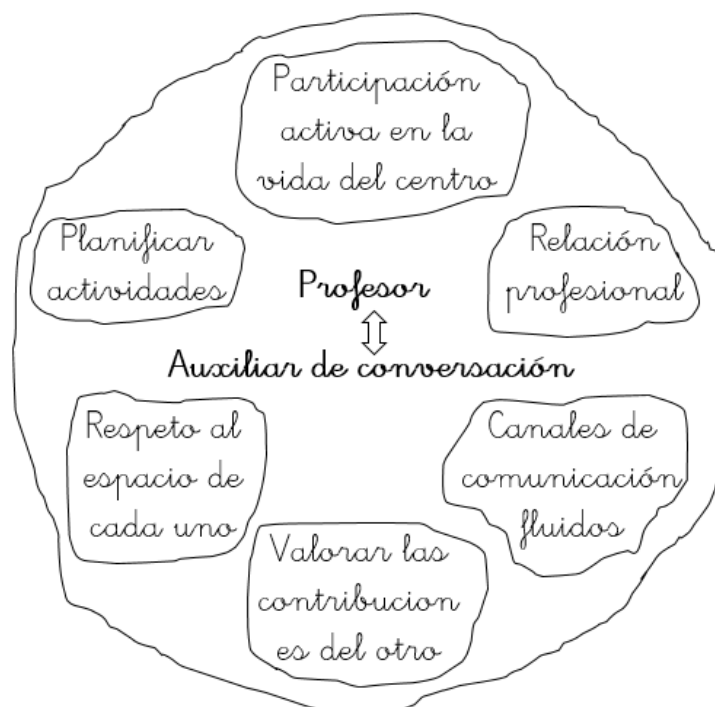 Participación
activa en la
vida del centro
Planificar
actividades
Relación
profesional
Profesor
Auxiliar de conversación
Respeto al
espacio de
cada uno
Canales de
comunicación
fluidos
Valorar las
contribucion
es del otro